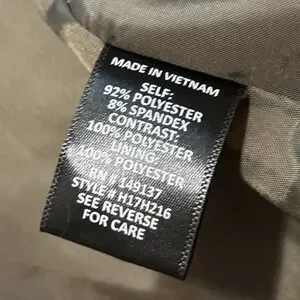 MADE IN VIETNAM
SELF:
92% POLYESTER
8% SPANDEX
CONTRAST:
100% POLYESTER
LINING:
100% POLYESTER
RN # 149137
STYLE # H17H216
SEE REVERSE
FOR CARE